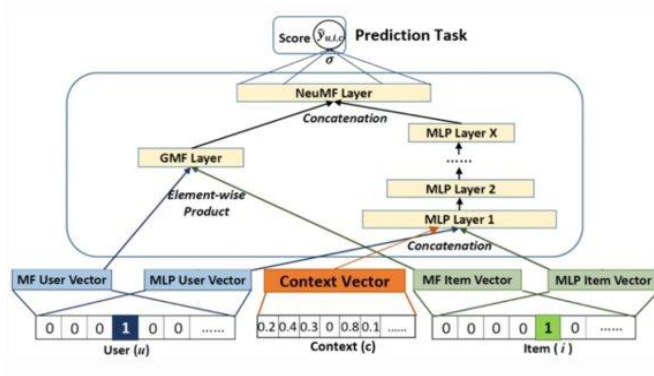 Score ŷu,i,c Prediction Task
σ
NeuMF Layer
Concatenation
MLP Layer X
GMF Layer
......
Element-wise
Product
MLP Layer 2
MLP Layer 1
Concatenation
MF User Vector MLP User Vector Context Vector MF Item Vector MLP Item Vector
0 0 0 1 0 0 ...... 0.2 0.4 0.3 0 0.8 0.1 ...... 0 0 0 0 1 0 ......
User (u) Context (c) Item ( i )